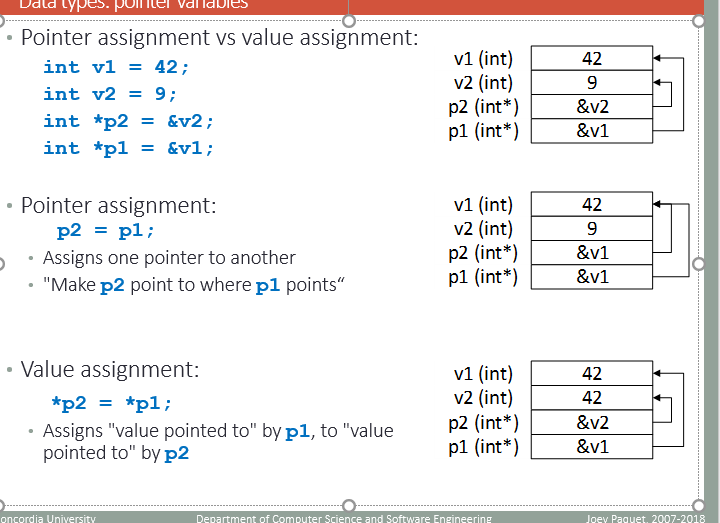 Data types: pointer variables
• Pointer assignment vs value assignment:
int v1 = 42;
int v2 = 9;
int *p2 = &v2;
int *p1 = &v1;
v1 (int) 42
v2 (int) 9
p2 (int*) &v2
p1 (int*) &v1
• Pointer assignment:
p2 = p1;
• Assigns one pointer to another
• "Make p2 point to where p1 points“
v1 (int) 42
v2 (int) 9
p2 (int*) &v1
p1 (int*) &v1
• Value assignment:
*p2 = *p1;
• Assigns "value pointed to" by p1, to "value
pointed to" by p2
v1 (int) 42
v2 (int) 42
p2 (int*) &v2
p1 (int*) &v1
oncordia University Department of Computer Science and Software Engineering Joey Paquet, 2007-2018